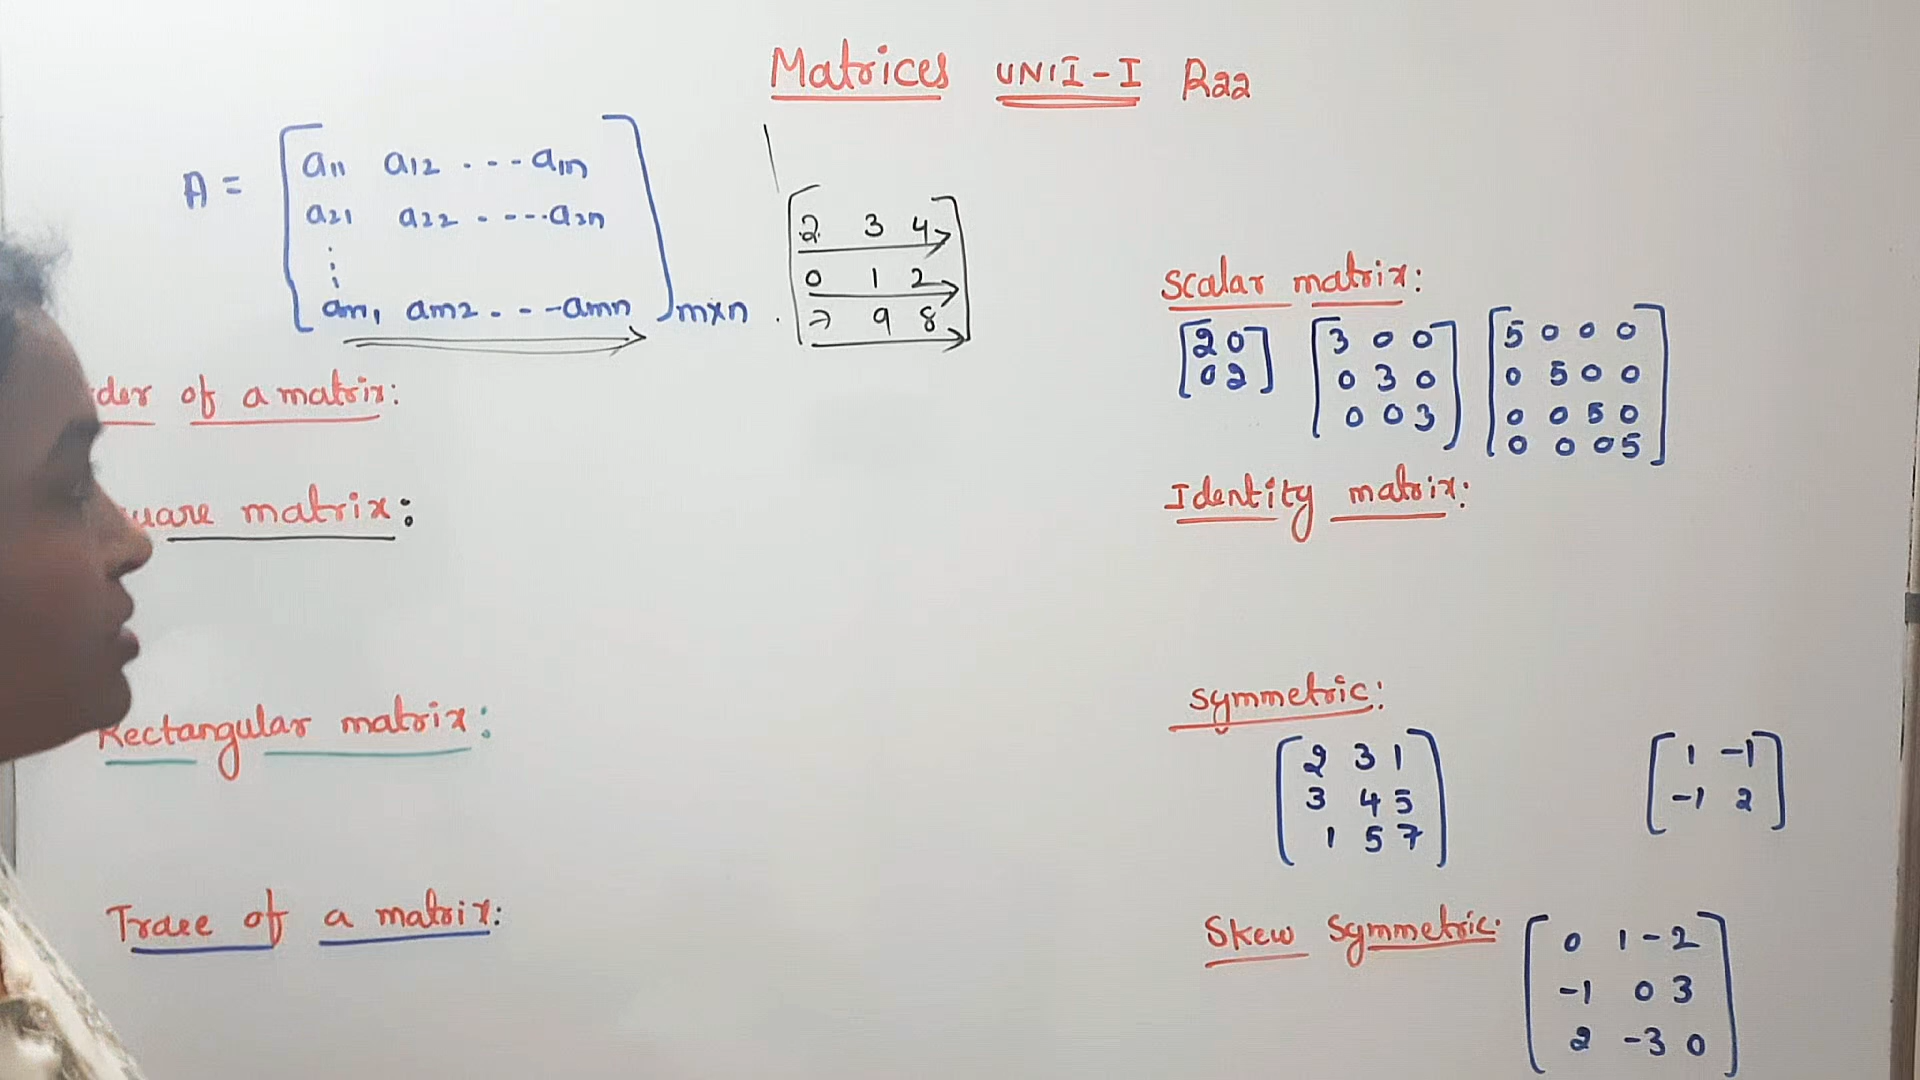 Matrices UNII-I R22
A = [ a11 a12 . - - - a1n
a21 a22 . - - - . a2n
⋮
am1 am2 . - - - amn ] m×n .
[ 2 3 4
0 1 2
9 8 ]
der of a matrix:
uare matrix:
Rectangular matrix:
Trace of a matrix:
Scalar matrix:
[ 2 0
0 2 ]
[ 3 0 0
0 3 0
0 0 3 ]
[ 5 0 0 0
0 5 0 0
0 0 5 0
0 0 0 5 ]
Identity matrix:
symmetric:
[ 2 3 1
3 4 5
1 5 7 ]
[ 1 -1
-1 2 ]
Skew Symmetric:
[ 0 1 -2
-1 0 3
2 -3 0 ]